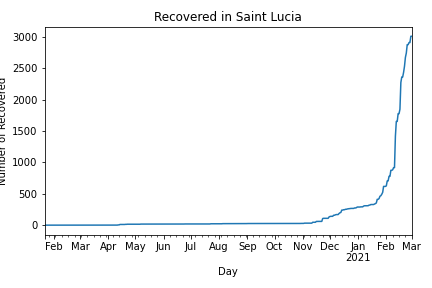 Recovered in Saint Lucia
Number of Recovered
3000
2500
2000
1500
1000
500
0
Feb Mar Apr May Jun Jul Aug Sep Oct Nov Dec Jan Feb Mar
2021
Day